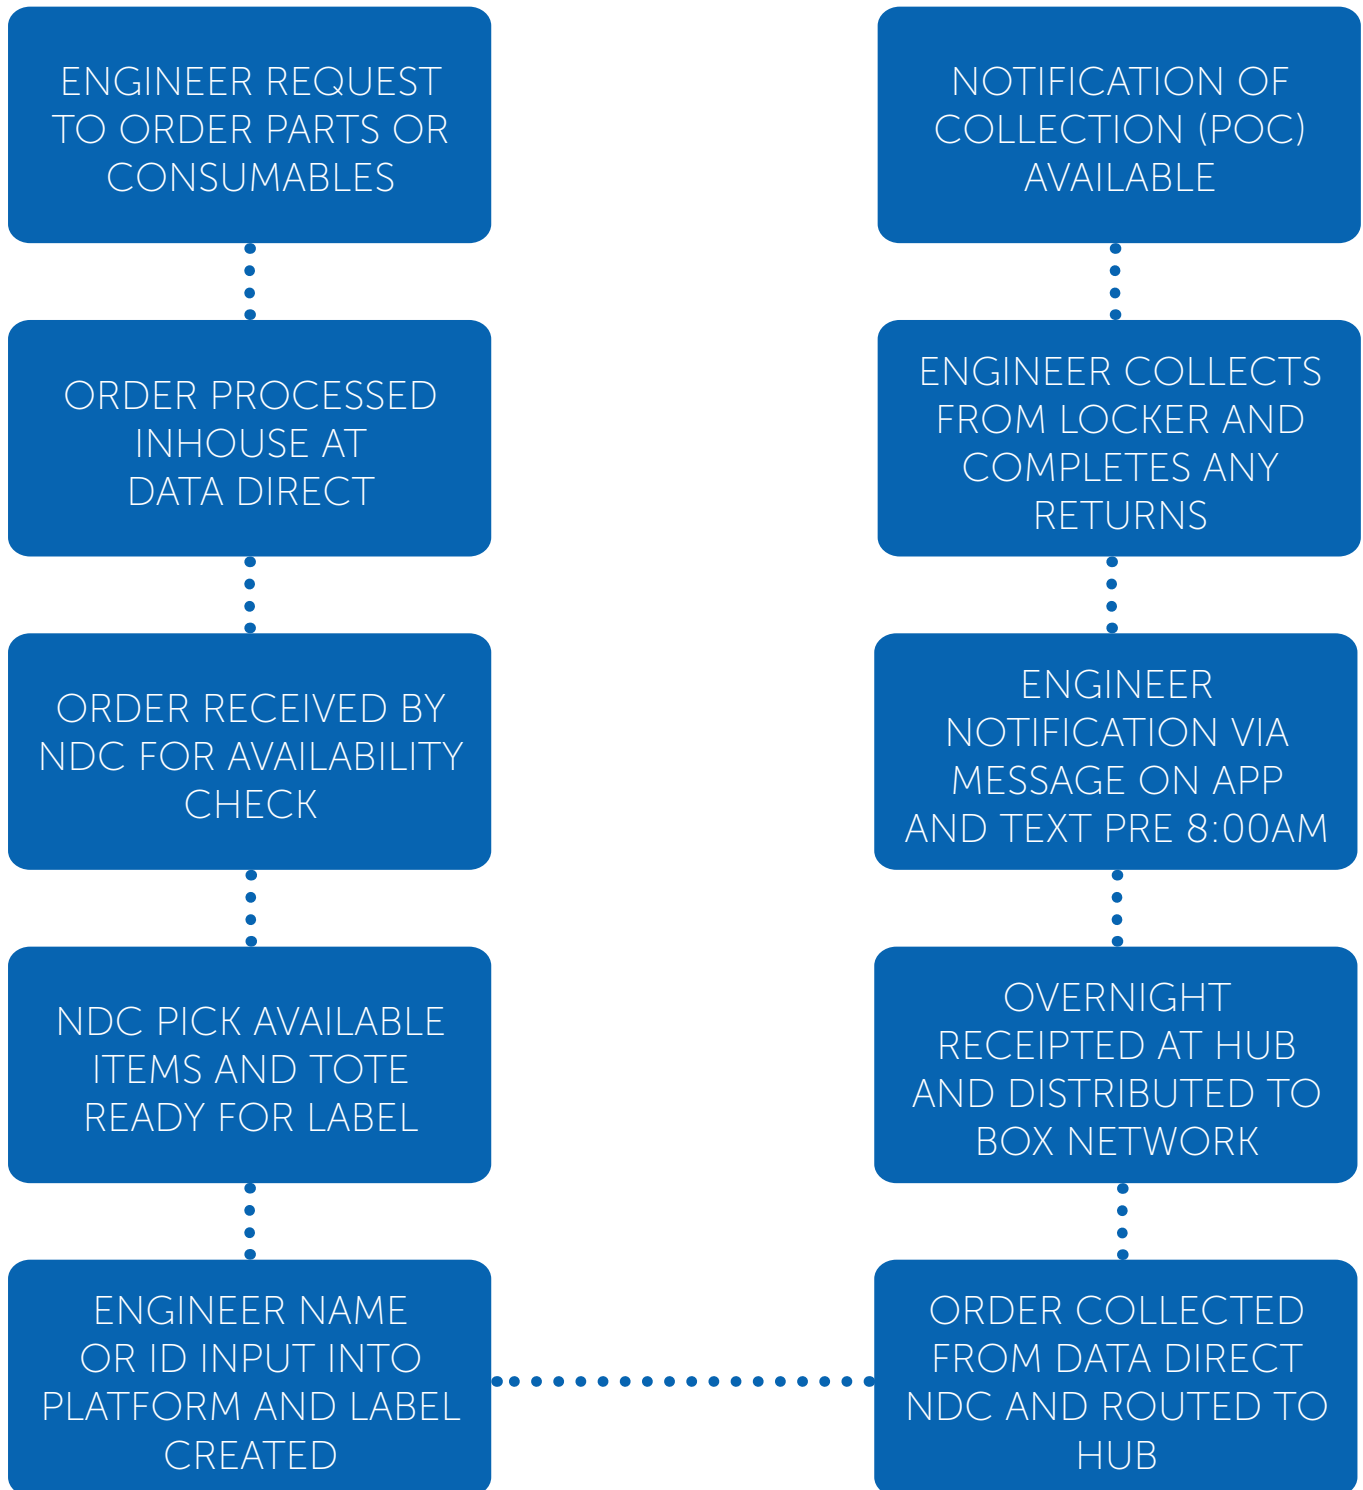 ENGINEER REQUEST
TO ORDER PARTS OR
CONSUMABLES
ORDER PROCESSED
INHOUSE AT
DATA DIRECT
ORDER RECEIVED BY
NDC FOR AVAILABILITY
CHECK
NDC PICK AVAILABLE
ITEMS AND TOTE
READY FOR LABEL
ENGINEER NAME
OR ID INPUT INTO
PLATFORM AND LABEL
CREATED
ORDER COLLECTED
FROM DATA DIRECT
NDC AND ROUTED TO
HUB
OVERNIGHT
RECEIPTED AT HUB
AND DISTRIBUTED TO
BOX NETWORK
ENGINEER
NOTIFICATION VIA
MESSAGE ON APP
AND TEXT PRE 8:00AM
ENGINEER COLLECTS
FROM LOCKER AND
COMPLETES ANY
RETURNS
NOTIFICATION OF
COLLECTION (POC)
AVAILABLE